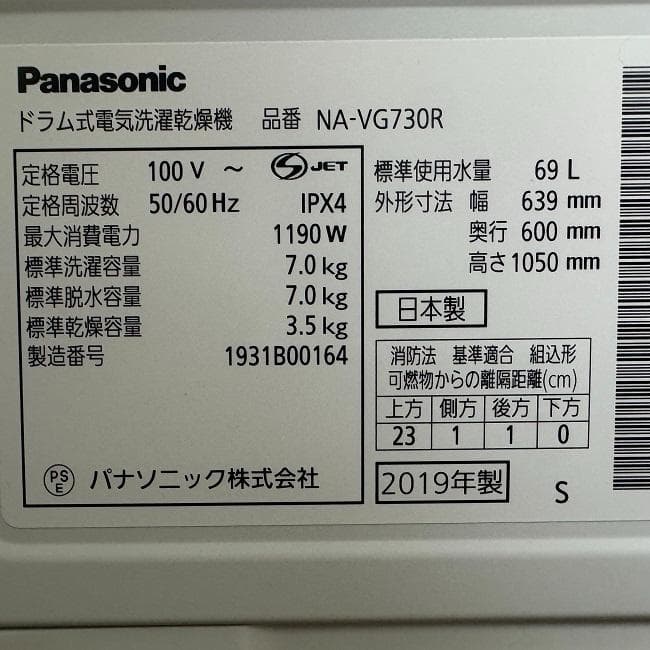 Panasonic
ドラム式電気洗濯乾燥機 品番 NA-VG730R
定格電圧 100 V ～ S JET
定格周波数 50/60 Hz IPX4
最大消費電力 1190 W
標準洗濯容量 7.0 kg
標準脱水容量 7.0 kg
標準乾燥容量 3.5 kg
製造番号 1931B00164
PS E パナソニック株式会社
標準使用水量 69 L
外形寸法 幅 639 mm
奥行 600 mm
高さ 1050 mm
日本製
消防法 基準適合 組込形
可燃物からの離隔距離(cm)
上方 側方 後方 下方
23 1 1 0
2019年製 S